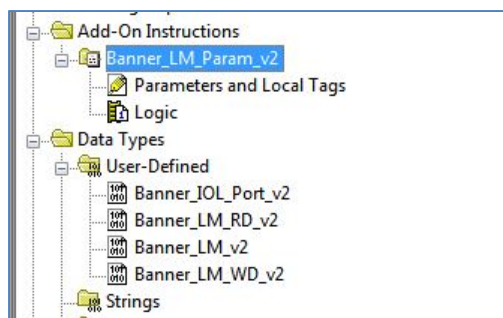 Add-On Instructions
Banner_LM_Param_v2
Parameters and Local Tags
Logic
Data Types
User-Defined
Banner_IOL_Port_v2
Banner_LM_RD_v2
Banner_LM_v2
Banner_LM_WD_v2
Strings